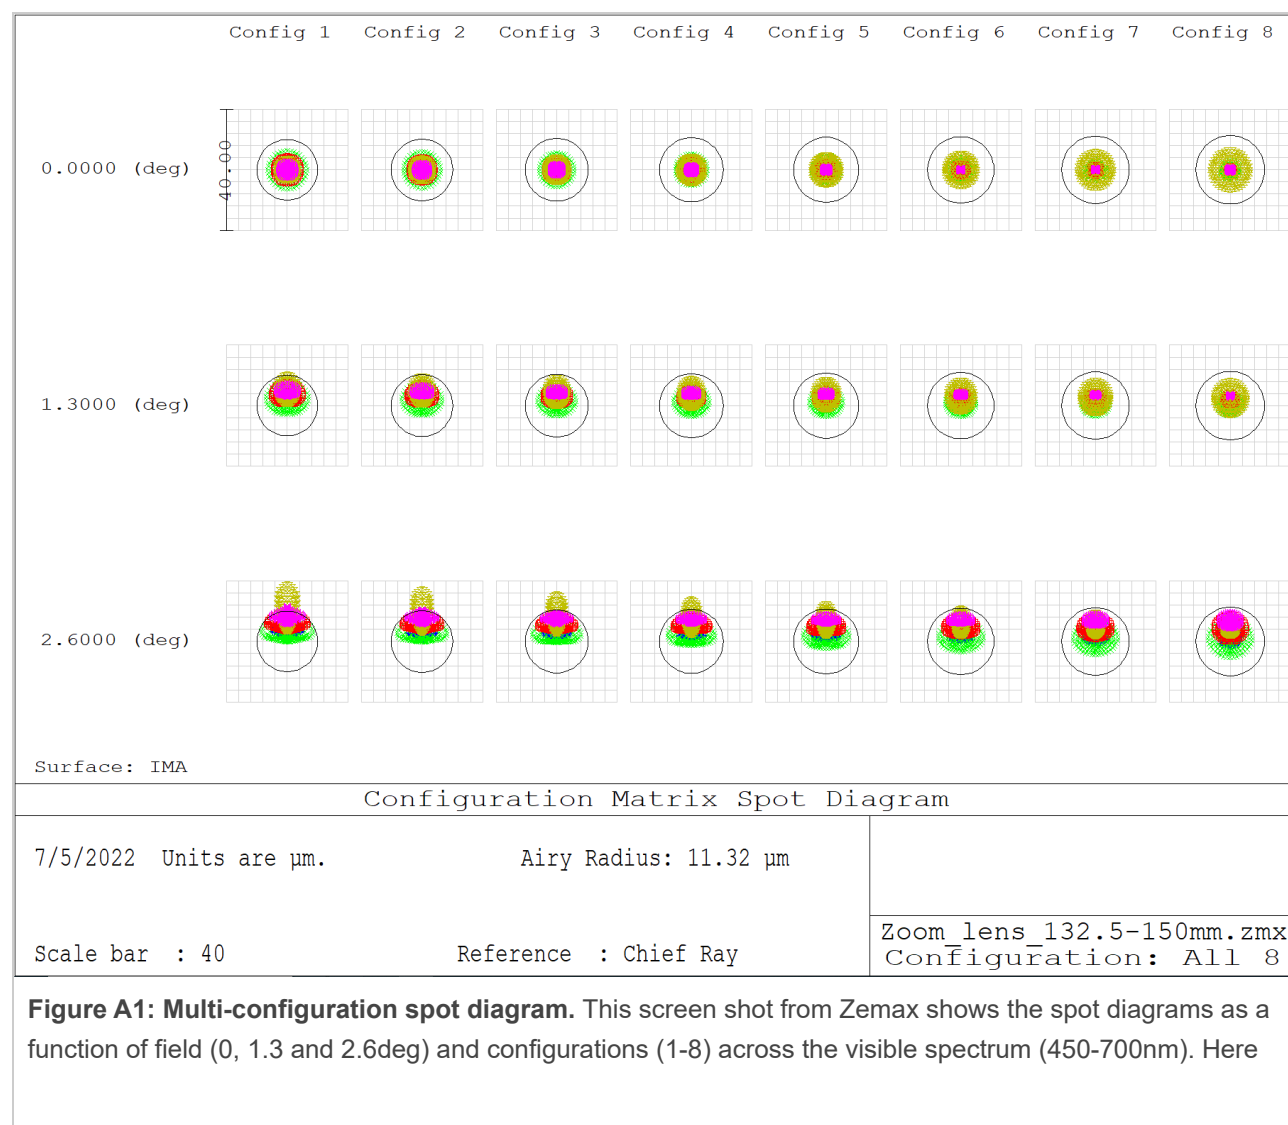 Config 1 Config 2 Config 3 Config 4 Config 5 Config 6 Config 7 Config 8
40.00
0.0000 (deg)
1.3000 (deg)
2.6000 (deg)
Surface: IMA
Configuration Matrix Spot Diagram
7/5/2022 Units are µm. Airy Radius: 11.32 µm
Scale bar : 40 Reference : Chief Ray
Zoom_lens_132.5-150mm.zmx
Configuration: All 8
Figure A1: Multi-configuration spot diagram. This screen shot from Zemax shows the spot diagrams as a
function of field (0, 1.3 and 2.6deg) and configurations (1-8) across the visible spectrum (450-700nm). Here